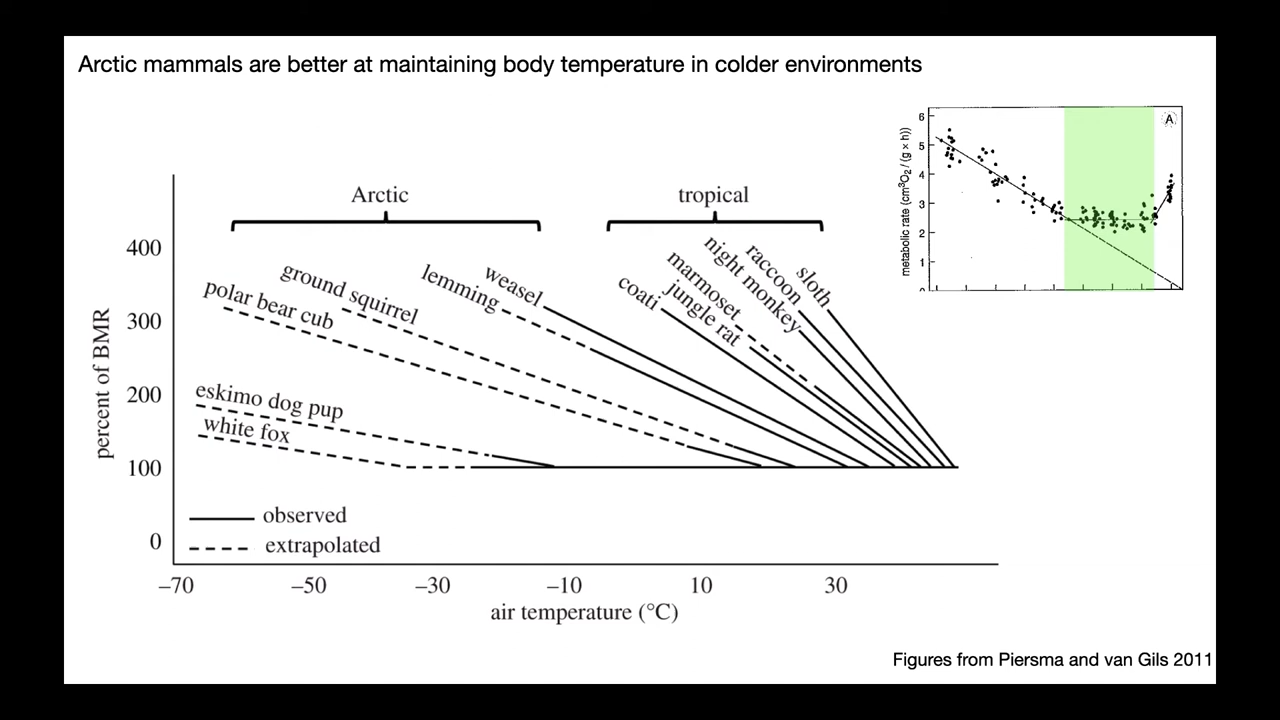 Arctic mammals are better at maintaining body temperature in colder environments
A
6
5
4
3
2
1
0
metabolic rate (cm³O₂/(g × h))
Arctic
tropical
400
300
200
100
0
percent of BMR
polar bear cub
ground squirrel
lemming
weasel
coati
jungle rat
marmoset
night monkey
raccoon
sloth
eskimo dog pup
white fox
observed
extrapolated
–70
–50
–30
–10
10
30
air temperature (°C)
Figures from Piersma and van Gils 2011